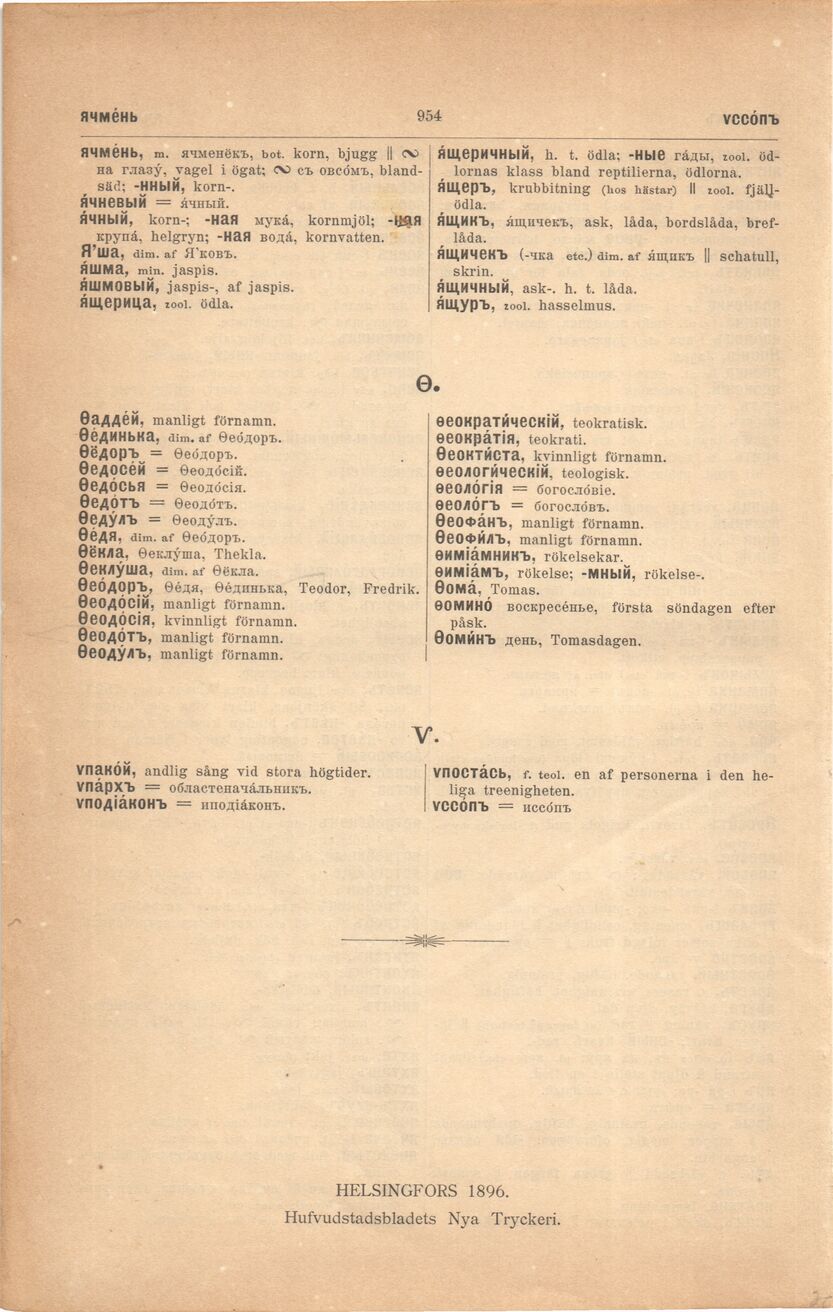 ячме́нь 954 ѵссо́пъ
ячме́нь, m. ячменёкъ, bot. korn, bjugg || ∾
на глазу́, vagel i ögat; ∾ съ овсо́мъ, bland-
säd; -нный, korn-.
я́чневый = я́чный.
я́чный, korn-; -ная мука́, kornmjöl; -ная
крупа́, helgryn; -ная вода́, kornvatten.
Я'ша, dim. af Я'ковъ.
я́шма, min. jaspis.
я́шмовый, jaspis-, af jaspis.
я́щерица, zool. ödla.
я́щеричный, h. t. ödla; -ные га́ды, zool. öd-
lornas klass bland reptilierna, ödlorna.
я́щеръ, krubbitning (hos hästar) || zool. fjäll-
ödla.
я́щикъ, я́щичекъ, ask, låda, bordslåda, bref-
låda.
я́щичекъ (-чка etc.) dim. af я́щикъ || schatull,
skrin.
я́щичный, ask-. h. t. låda.
я́щуръ, zool. hasselmus.
Ѳ.
Ѳадде́й, manligt förnamn.
Ѳе́динька, dim. af Ѳео́доръ.
Ѳёдоръ = Ѳео́доръ.
Ѳедосе́й = Ѳеодо́сій.
Ѳедо́сья = Ѳеодо́сія.
Ѳедо́тъ = Ѳеодо́тъ.
Ѳеду́лъ = Ѳеоду́лъ.
Ѳе́дя, dim. af Ѳео́доръ.
Ѳёкла, Ѳеклу́ша, Thekla.
Ѳеклу́ша, dim. af Ѳёкла.
Ѳео́доръ, Ѳе́дя, Ѳе́динька, Teodor, Fredrik.
Ѳеодо́сій, manligt förnamn.
Ѳеодо́сія, kvinnligt förnamn.
Ѳеодо́тъ, manligt förnamn.
Ѳеоду́лъ, manligt förnamn.
ѳеократи́ческій, teokratisk.
ѳеокра́тія, teokrati.
Ѳеокти́ста, kvinnligt förnamn.
ѳеологи́ческій, teologisk.
ѳеоло́гія = богосло́віе.
ѳеоло́гъ = богосло́въ.
Ѳеофа́нъ, manligt förnamn.
Ѳеофи́лъ, manligt förnamn.
ѳиміа́мникъ, rökelsekar.
ѳиміа́мъ, rökelse; -мный, rökelse-.
Ѳома́, Tomas.
ѳомино́ воскресе́нье, första söndagen efter
påsk.
Ѳоми́нъ день, Tomasdagen.
Ѵ.
ѵпако́й, andlig sång vid stora högtider.
ѵпа́рхъ = областенача́льникъ.
ѵподіа́конъ = иподіа́конъ.
ѵпоста́сь, f. teol. en af personerna i den he-
liga treenigheten.
ѵссо́пъ = иссо́пъ
HELSINGFORS 1896.
Hufvudstadsbladets Nya Tryckeri.